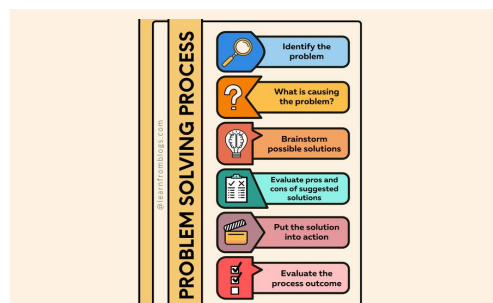 @learnfromblogs.com
PROBLEM SOLVING PROCESS
Identify the
problem
What is causing
the problem?
Brainstorm
possible solutions
Evaluate pros and
cons of suggested
solutions
Put the solution
into action
Evaluate the
process outcome